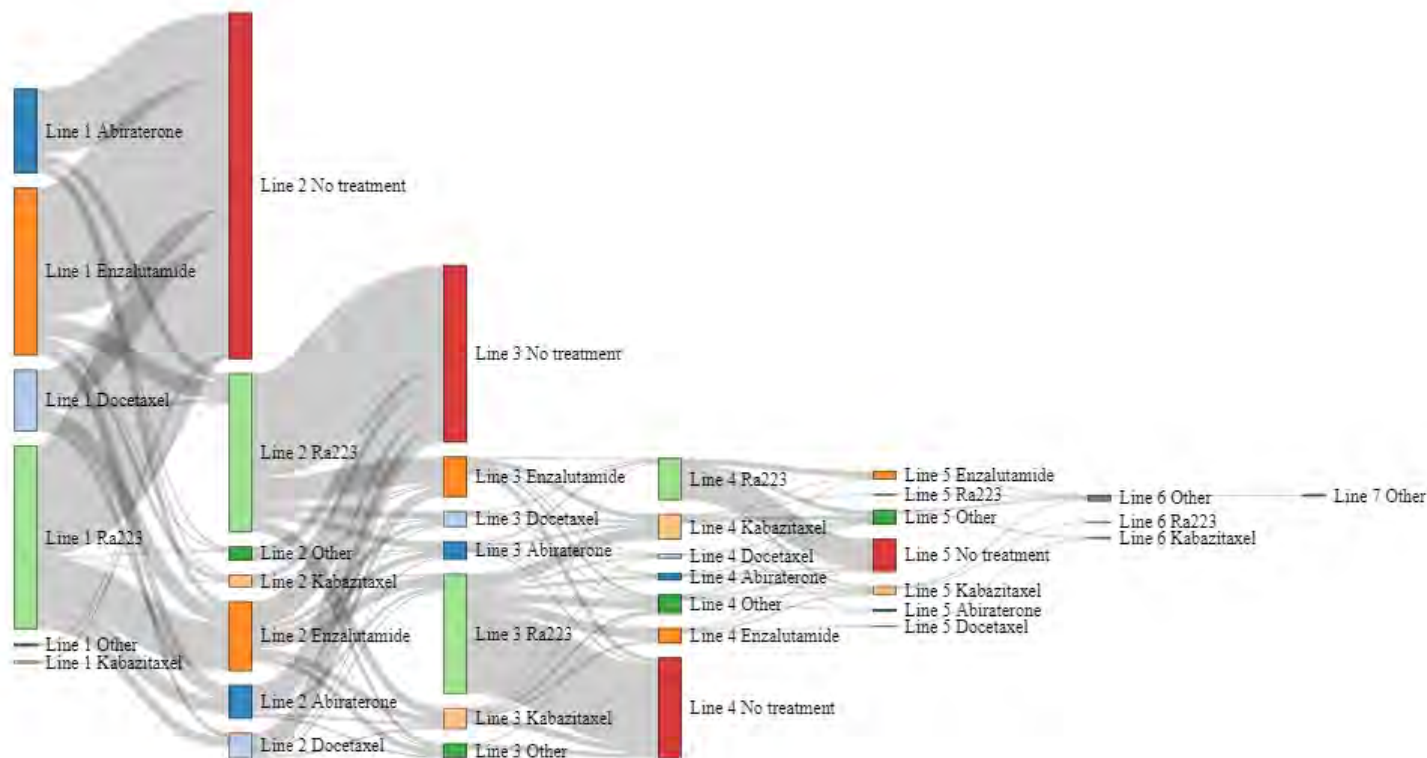 Line 1 Abiraterone
Line 1 Enzalutamide
Line 1 Docetaxel
Line 1 Ra223
Line 1 Other
Line 1 Kabazitaxel
Line 2 No treatment
Line 2 Ra223
Line 2 Other
Line 2 Kabazitaxel
Line 2 Enzalutamide
Line 2 Abiraterone
Line 2 Docetaxel
Line 3 No treatment
Line 3 Enzalutamide
Line 3 Docetaxel
Line 3 Abiraterone
Line 3 Ra223
Line 3 Kabazitaxel
Line 3 Other
Line 4 Ra223
Line 4 Kabazitaxel
Line 4 Docetaxel
Line 4 Abiraterone
Line 4 Other
Line 4 Enzalutamide
Line 4 No treatment
Line 5 Enzalutamide
Line 5 Ra223
Line 5 Other
Line 5 No treatment
Line 5 Kabazitaxel
Line 5 Abiraterone
Line 5 Docetaxel
Line 6 Other
Line 6 Ra223
Line 6 Kabazitaxel
Line 7 Other